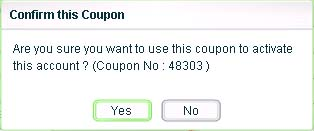 Confirm this Coupon
Are you sure you want to use this coupon to activate
this account ? (Coupon No : 48303 )
Yes
No